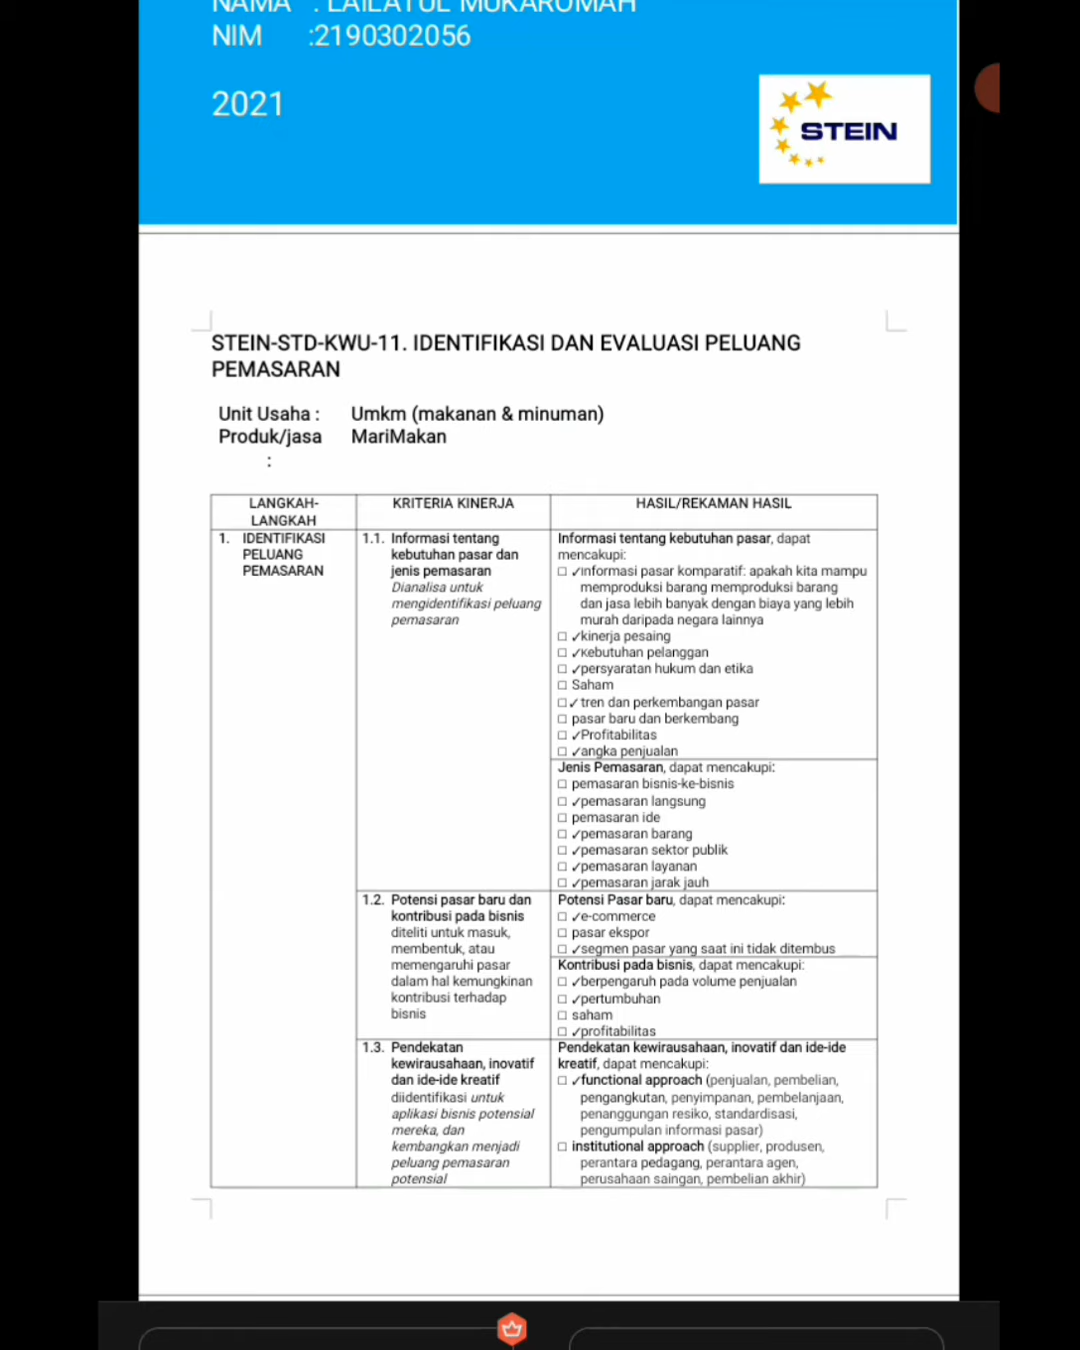 NAMA : LAILATUL MUKAROMAH
NIM :2190302056
2021
STEIN
STEIN-STD-KWU-11. IDENTIFIKASI DAN EVALUASI PELUANG
PEMASARAN
Unit Usaha : Umkm (makanan & minuman)
Produk/jasa MariMakan
:
LANGKAH-
LANGKAH
KRITERIA KINERJA
HASIL/REKAMAN HASIL
1. IDENTIFIKASI
PELUANG
PEMASARAN
1.1. Informasi tentang
kebutuhan pasar dan
jenis pemasaran
Dianalisa untuk
mengidentifikasi peluang
pemasaran
Informasi tentang kebutuhan pasar, dapat
mencakupi:
☐ ✓informasi pasar komparatif: apakah kita mampu
memproduksi barang memproduksi barang
dan jasa lebih banyak dengan biaya yang lebih
murah daripada negara lainnya
☐ ✓kinerja pesaing
☐ ✓kebutuhan pelanggan
☐ ✓persyaratan hukum dan etika
☐ Saham
☐ ✓ tren dan perkembangan pasar
☐ pasar baru dan berkembang
☐ ✓Profitabilitas
☐ ✓angka penjualan
Jenis Pemasaran, dapat mencakupi:
☐ pemasaran bisnis-ke-bisnis
☐ ✓pemasaran langsung
☐ pemasaran ide
☐ ✓pemasaran barang
☐ ✓pemasaran sektor publik
☐ ✓pemasaran layanan
☐ ✓pemasaran jarak jauh
1.2. Potensi pasar baru dan
kontribusi pada bisnis
diteliti untuk masuk,
membentuk, atau
memengaruhi pasar
dalam hal kemungkinan
kontribusi terhadap
bisnis
Potensi Pasar baru, dapat mencakupi:
☐ ✓e-commerce
☐ pasar ekspor
☐ ✓segmen pasar yang saat ini tidak ditembus
Kontribusi pada bisnis, dapat mencakupi:
☐ ✓berpengaruh pada volume penjualan
☐ ✓pertumbuhan
☐ saham
☐ ✓profitabilitas
1.3. Pendekatan
kewirausahaan, inovatif
dan ide-ide kreatif
diidentifikasi untuk
aplikasi bisnis potensial
mereka, dan
kembangkan menjadi
peluang pemasaran
potensial
Pendekatan kewirausahaan, inovatif dan ide-ide
kreatif, dapat mencakupi:
☐ ✓functional approach (penjualan, pembelian,
pengangkutan, penyimpanan, pembelanjaan,
penanggungan resiko, standardisasi,
pengumpulan informasi pasar)
☐ institutional approach (supplier, produsen,
perantara pedagang, perantara agen,
perusahaan saingan, pembelian akhir)